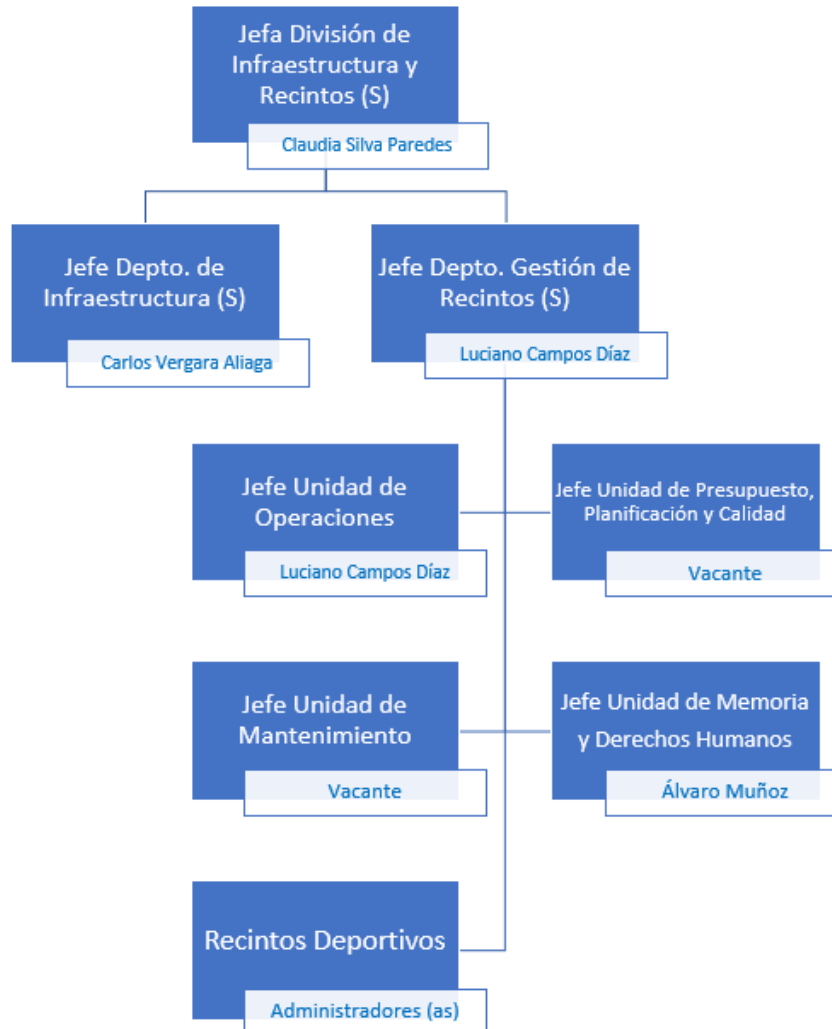 Jefa División de
Infraestructura y
Recintos (S)
Claudia Silva Paredes
Jefe Depto. de
Infraestructura (S)
Carlos Vergara Aliaga
Jefe Depto. Gestión de
Recintos (S)
Luciano Campos Díaz
Jefe Unidad de
Operaciones
Luciano Campos Díaz
Jefe Unidad de Presupuesto,
Planificación y Calidad
Vacante
Jefe Unidad de
Mantenimiento
Vacante
Jefe Unidad de Memoria
y Derechos Humanos
Álvaro Muñoz
Recintos Deportivos
Administradores (as)